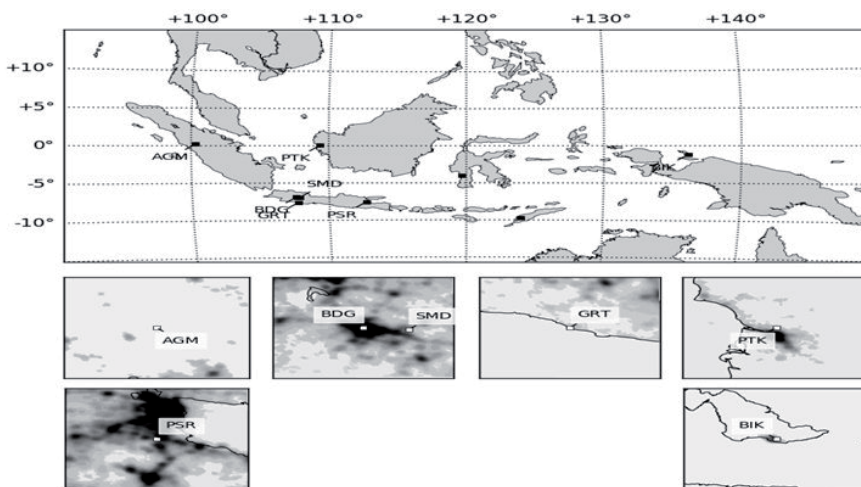 +100° +110° +120° +130° +140°
+10°
+5°
0°
-5°
-10°
AGM
PTK
BIK
SMD
BDG
GRT
PSR
AGM
BDG
SMD
GRT
PTK
PSR
BIK